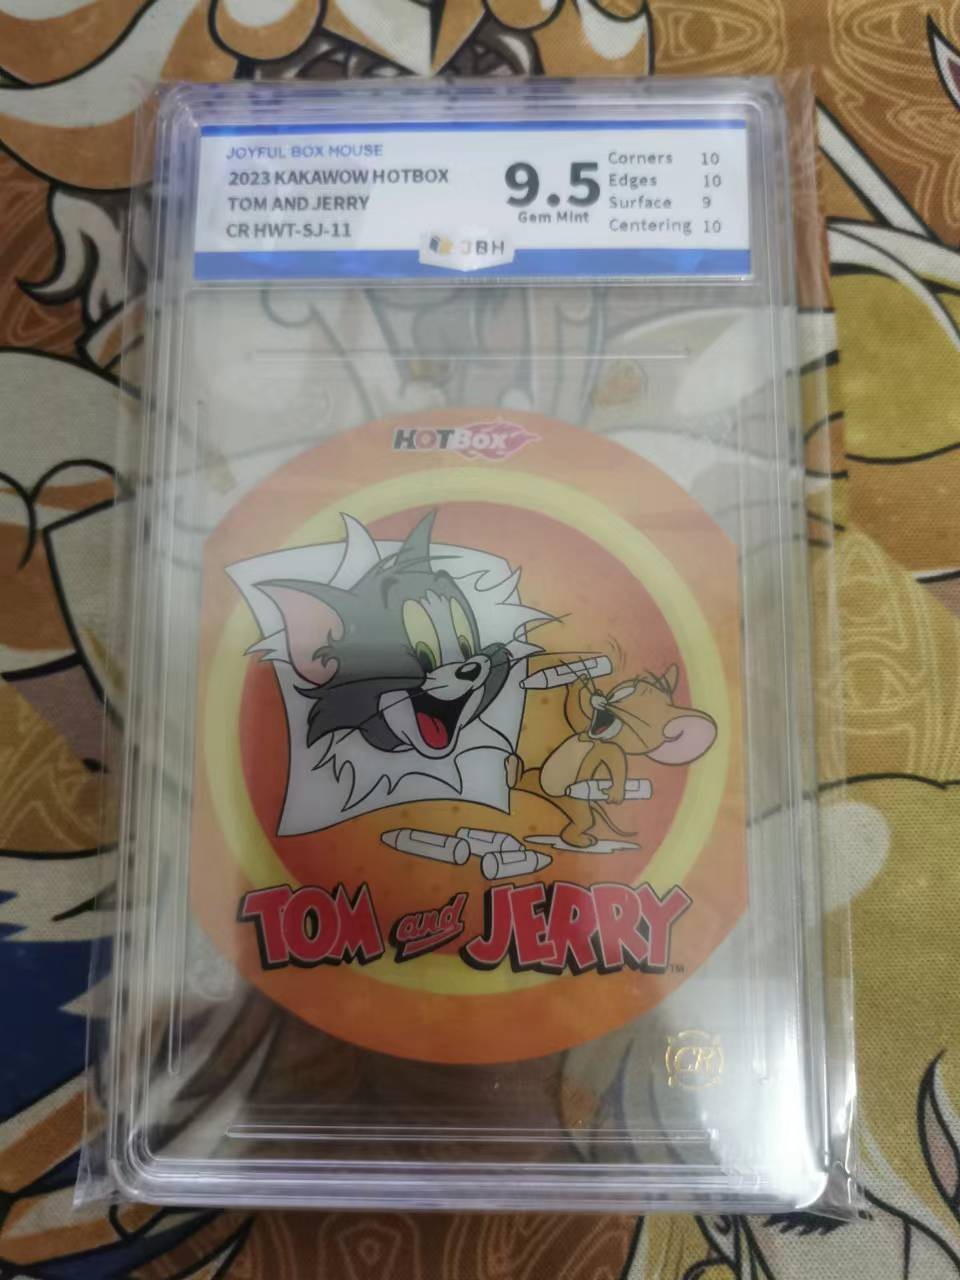 JOYFUL BOX MOUSE
2023 KAKAWOW HOTBOX
TOM AND JERRY
CR HWT-SJ-11
9.5
Gem Mint
Corners 10
Edges 10
Surface 9
Centering 10
JBH
HOTBOX
TOM and JERRY
TM
CR